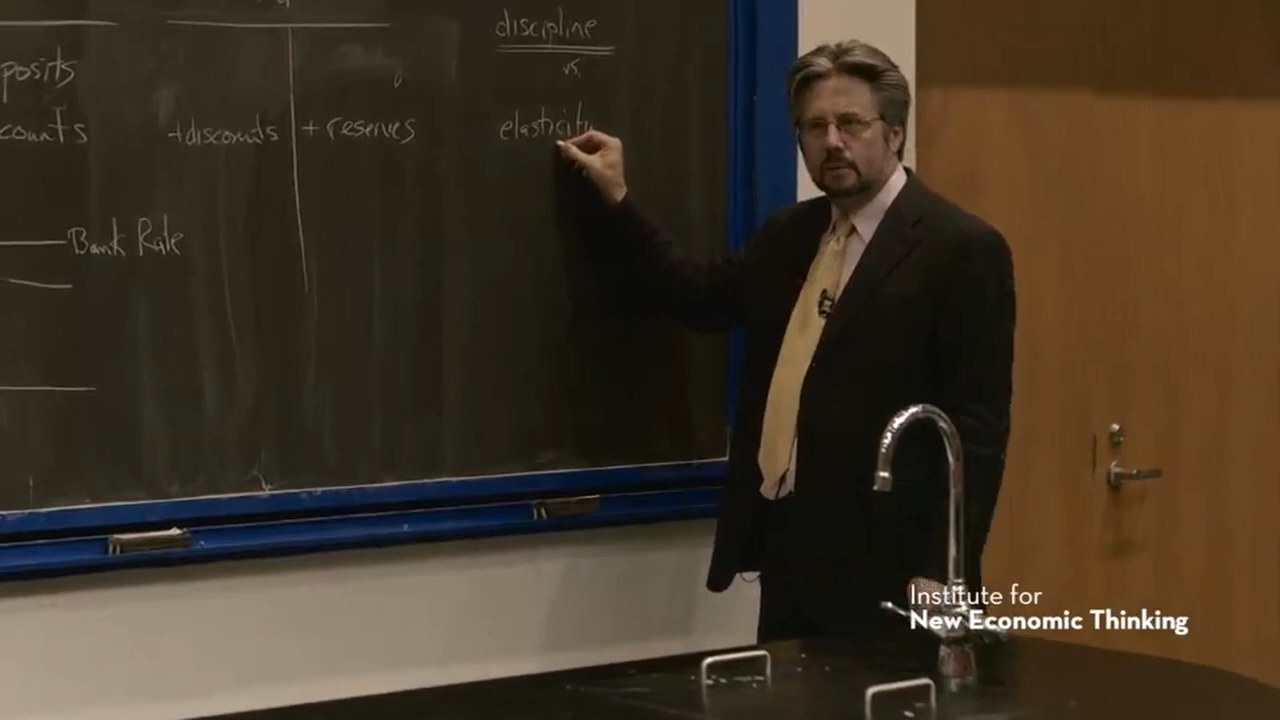 discipline
vs.
posits
counts
+discounts
+ reserves
elasticity
Bank Rate
Institute for
New Economic Thinking